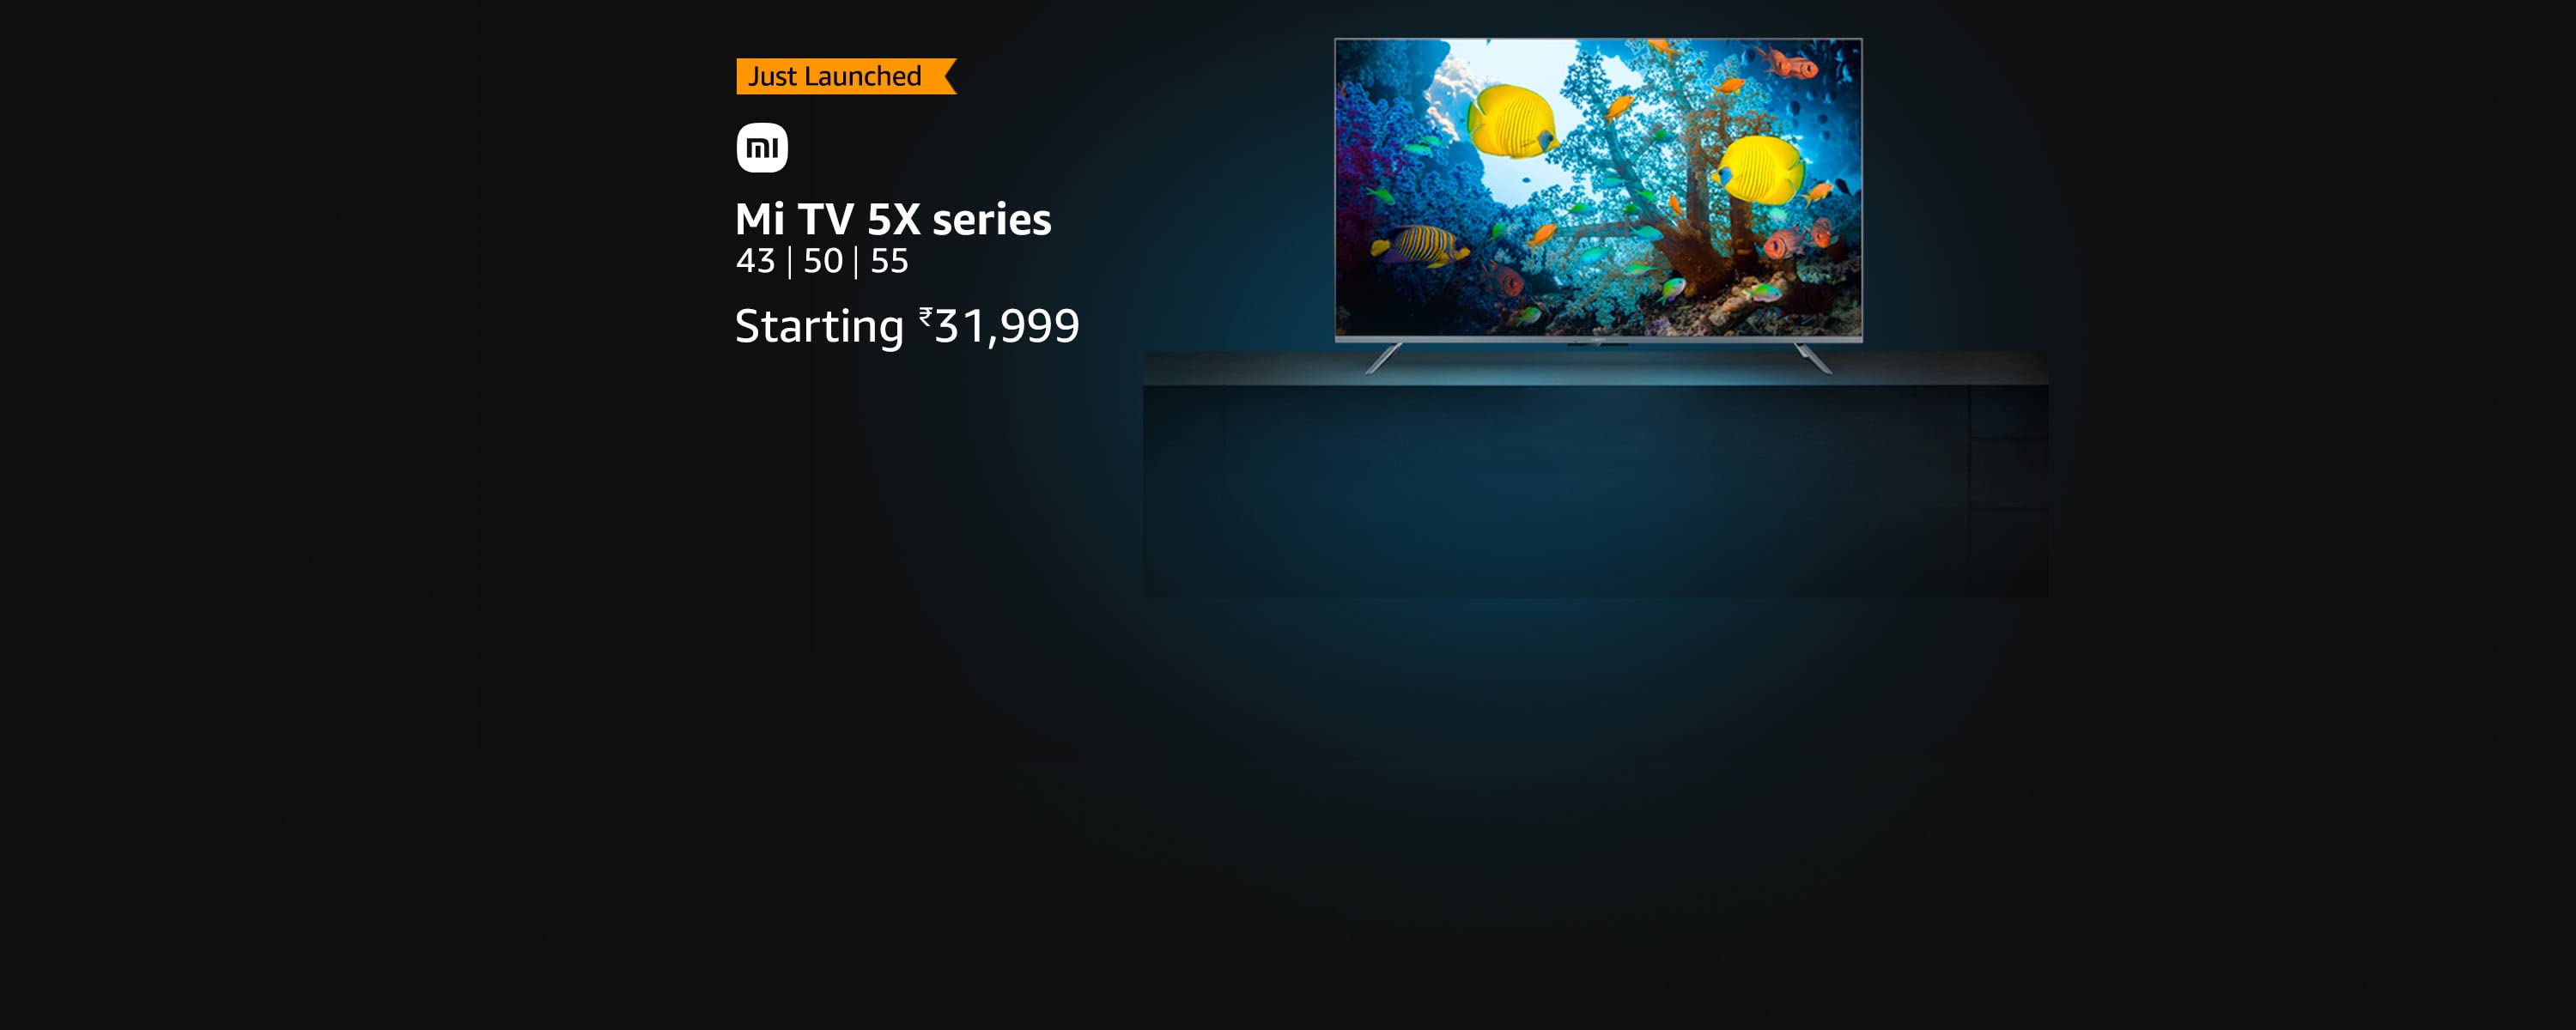 Just Launched
mi
Mi TV 5X series
43 | 50 | 55
Starting ₹31,999